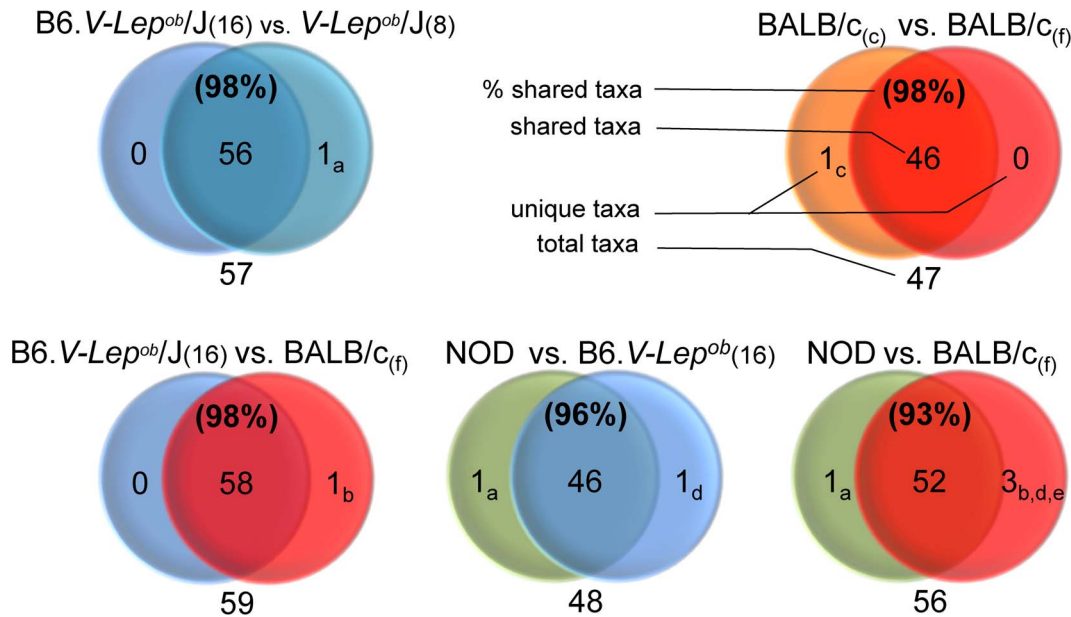 B6.V-Lepᵒᵇ/J(16) vs. V-Lepᵒᵇ/J(8)
(98%)
0 56 1ₐ
57
BALB/c(c) vs. BALB/c(f)
% shared taxa
(98%)
shared taxa
1c 46 0
unique taxa
total taxa
47
B6.V-Lepᵒᵇ/J(16) vs. BALB/c(f)
(98%)
0 58 1b
59
NOD vs. B6.V-Lepᵒᵇ(16)
(96%)
1ₐ 46 1d
48
NOD vs. BALB/c(f)
(93%)
1ₐ 52 3b,d,e
56